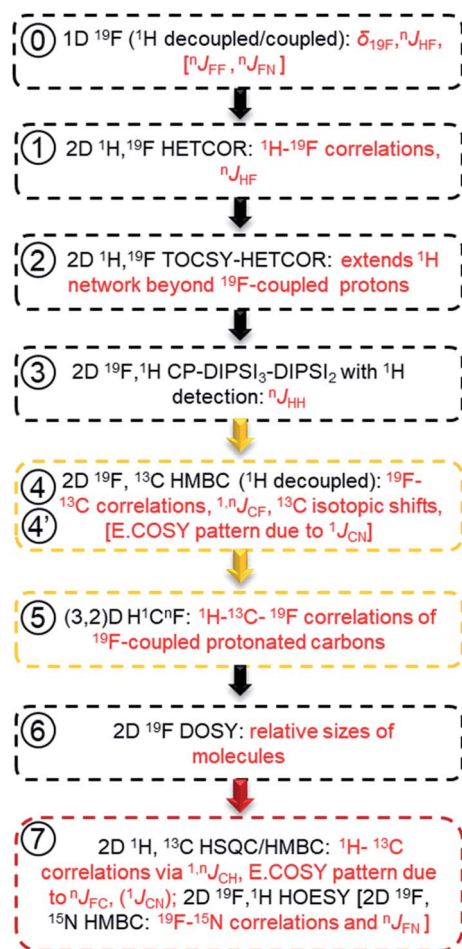 ⓪ 1D ¹⁹F (¹H decoupled/coupled): δ₁₉F, ⁿJHF,
[ⁿJFF, ⁿJFN]
① 2D ¹H,¹⁹F HETCOR: ¹H-¹⁹F correlations,
ⁿJHF
② 2D ¹H,¹⁹F TOCSY-HETCOR: extends ¹H
network beyond ¹⁹F-coupled protons
③ 2D ¹⁹F,¹H CP-DIPSI₃-DIPSI₂ with ¹H
detection: ⁿJHH
④ 2D ¹⁹F, ¹³C HMBC (¹H decoupled): ¹⁹F-
④' ¹³C correlations, ¹,ⁿJCF, ¹³C isotopic shifts,
[E.COSY pattern due to ¹JCN]
⑤ (3,2)D H¹CⁿF: ¹H-¹³C- ¹⁹F correlations of
¹⁹F-coupled protonated carbons
⑥ 2D ¹⁹F DOSY: relative sizes of
molecules
⑦ 2D ¹H, ¹³C HSQC/HMBC: ¹H- ¹³C
correlations via ¹,ⁿJCH, E.COSY pattern due
to ⁿJFC, (¹JCN); 2D ¹⁹F,¹H HOESY [2D ¹⁹F,
¹⁵N HMBC: ¹⁹F-¹⁵N correlations and ⁿJFN]